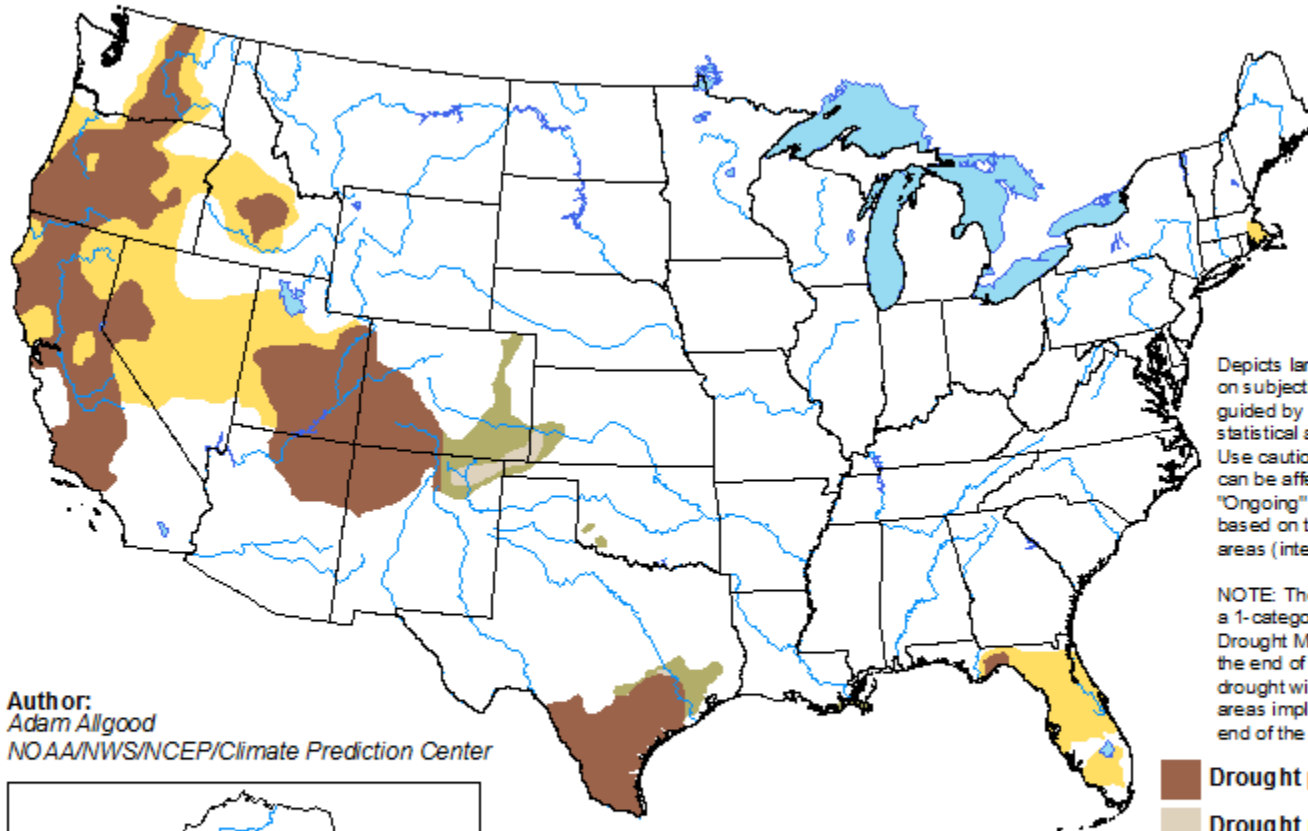 Depicts lar
on subject
guided by
statistical a
Use cautio
can be affe
"Ongoing"
based on t
areas (inte
NOTE: The
a 1-catego
Drought M
the end of
drought wi
areas impl
end of the
Author:
Adam Allgood
NOAA/NWS/NCEP/Climate Prediction Center
Drought p
Drought